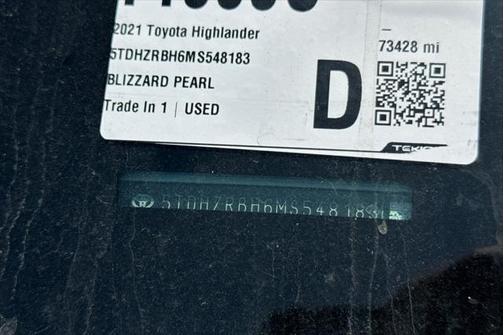 2021 Toyota Highlander
5TDHZRBH6MS548183
BLIZZARD PEARL
Trade In 1 | USED
D
–
73428 mi
5TDHZRBH6MS548183